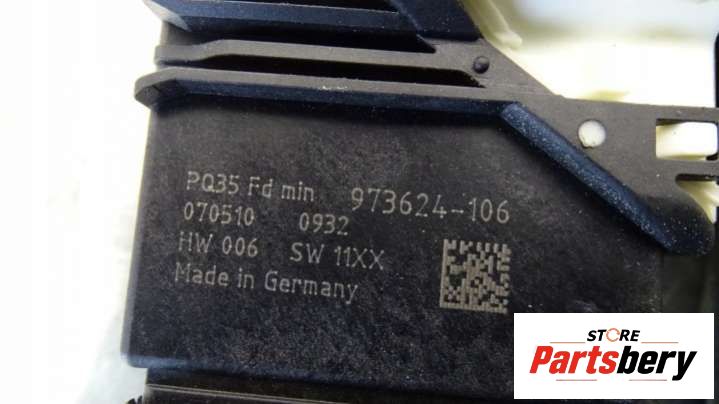 PQ35 Fd min 973624-106
070510 0932
HW 006 SW 11XX
Made in Germany
STORE
Partsbery